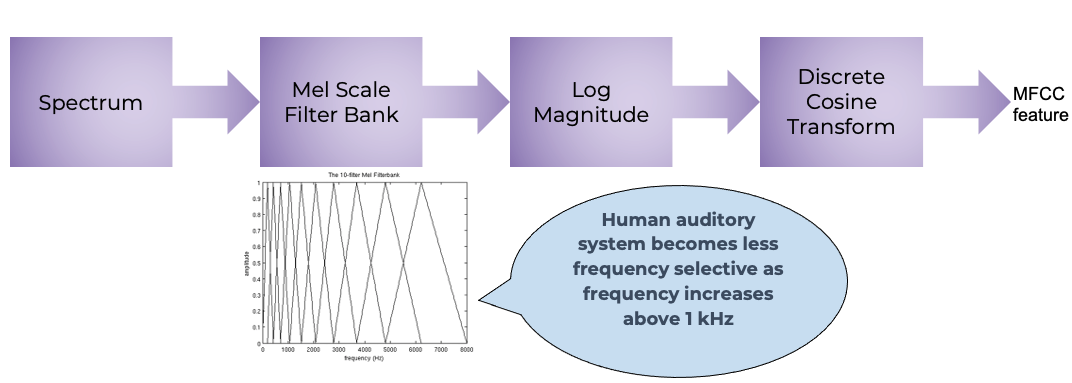 Spectrum
Mel Scale
Filter Bank
Log
Magnitude
Discrete
Cosine
Transform
MFCC
feature
The 10-filter Mel Filterbank
1
0.9
0.8
0.7
0.6
0.5
0.4
0.3
0.2
0.1
0
amplitude
0 1000 2000 3000 4000 5000 6000 7000 8000
frequency (Hz)
Human auditory
system becomes less
frequency selective as
frequency increases
above 1 kHz